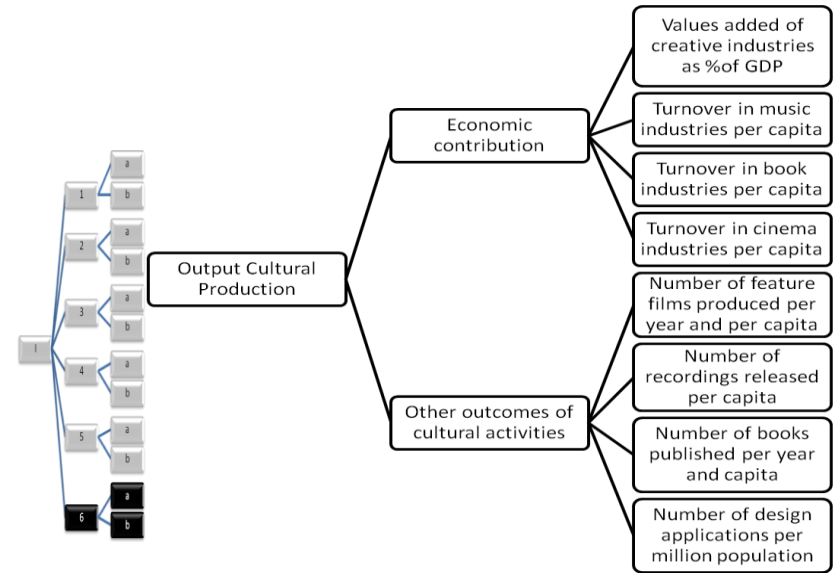 I
1
a
b
2
a
b
3
a
b
4
a
b
5
a
b
6
a
b
Output Cultural
Production
Economic
contribution
Values added of
creative industries
as %of GDP
Turnover in music
industries per capita
Turnover in book
industries per capita
Turnover in cinema
industries per capita
Other outcomes of
cultural activities
Number of feature
films produced per
year and per capita
Number of
recordings released
per capita
Number of books
published per year
and capita
Number of design
applications per
million population